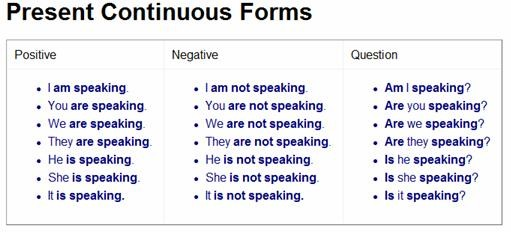 Present Continuous Forms
Positive
Negative
Question
I am speaking.
You are speaking.
We are speaking.
They are speaking.
He is speaking.
She is speaking.
It is speaking.
I am not speaking.
You are not speaking.
We are not speaking.
They are not speaking.
He is not speaking.
She is not speaking.
It is not speaking.
Am I speaking?
Are you speaking?
Are we speaking?
Are they speaking?
Is he speaking?
Is she speaking?
Is it speaking?